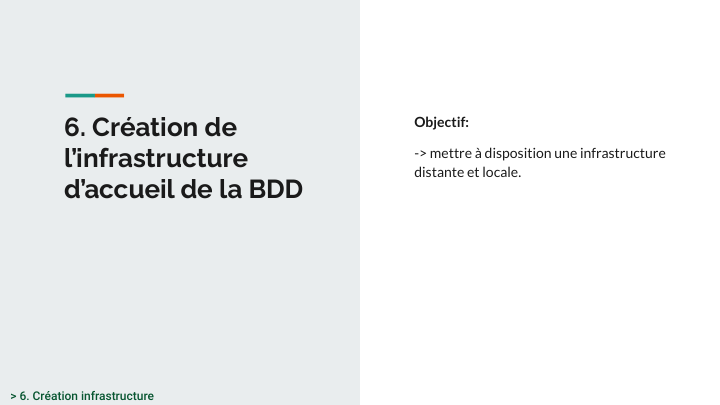 6. Création de
l’infrastructure
d’accueil de la BDD
Objectif:
-> mettre à disposition une infrastructure
distante et locale.
> 6. Création infrastructure